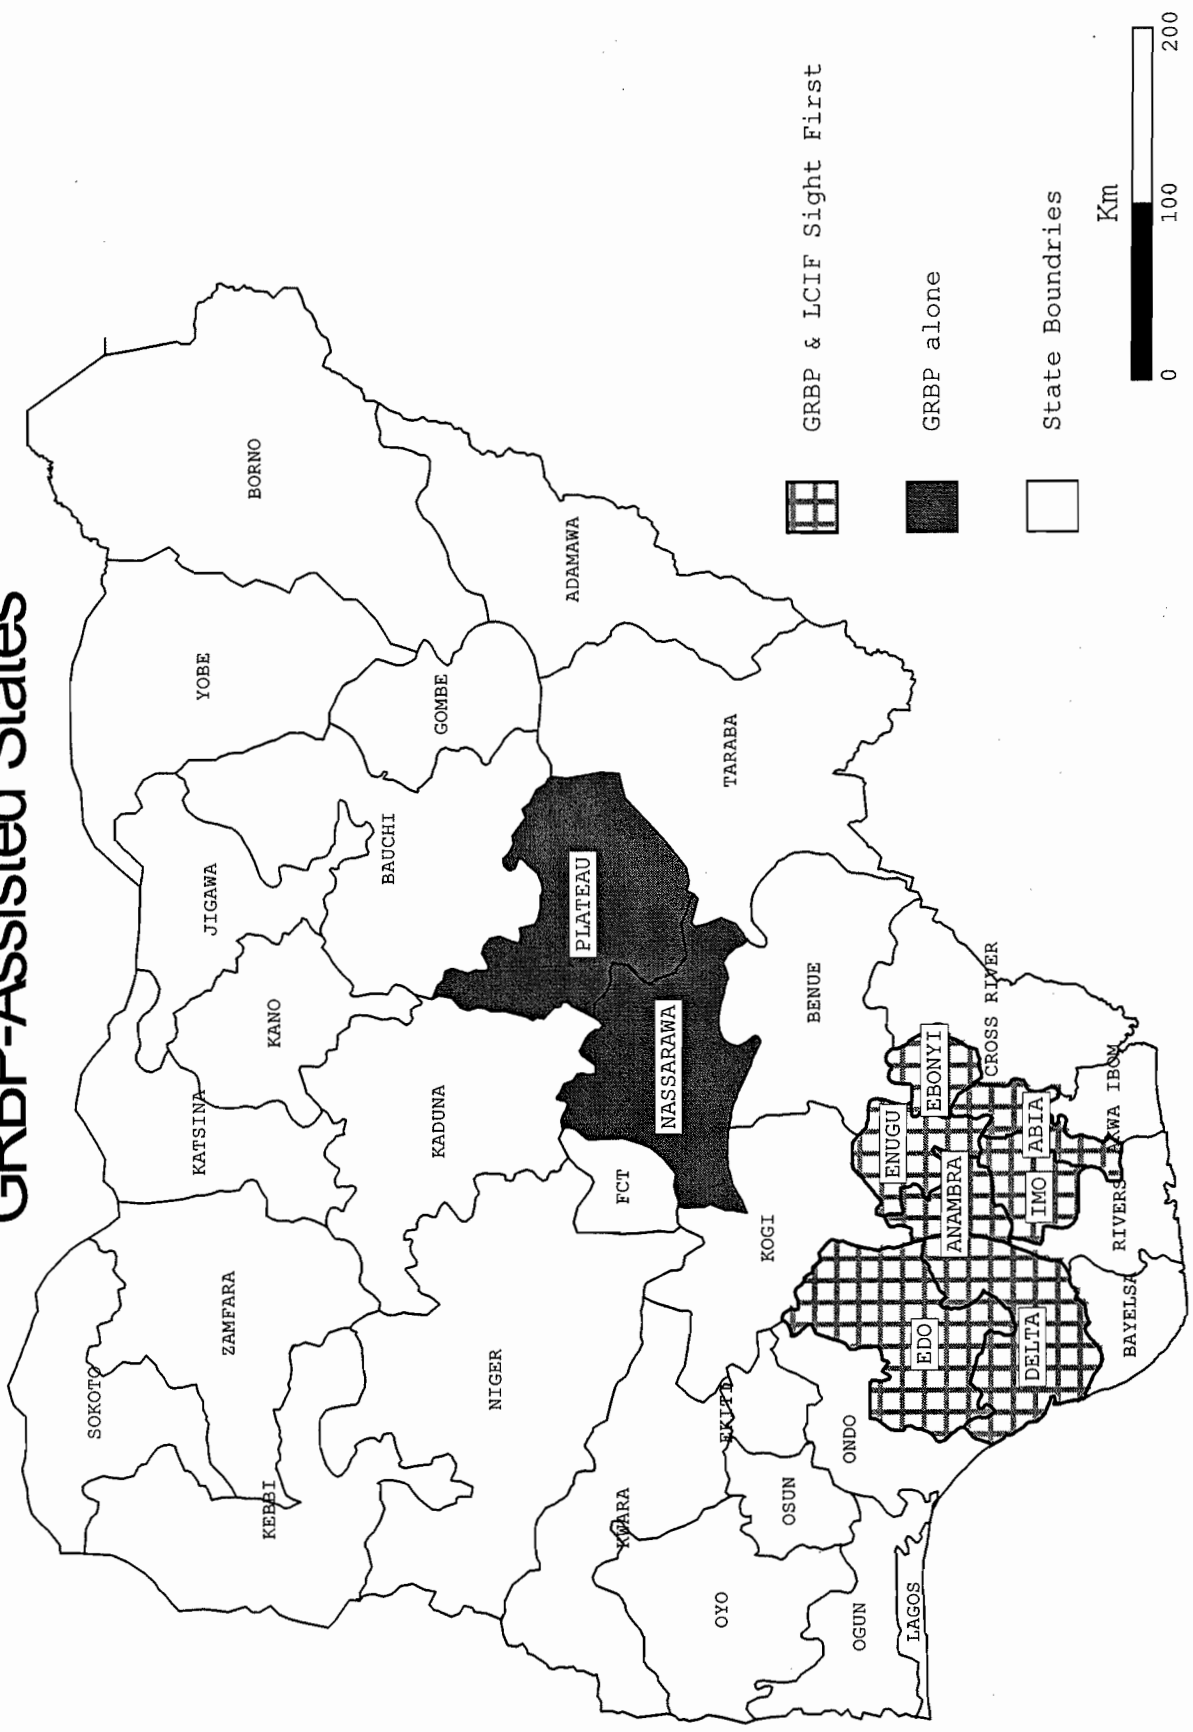 GRBP-Assisted States
SOKOTO
KATSINA
JIGAWA
YOBE
BORNO
KEBBI
ZAMFARA
KANO
BAUCHI
GOMBE
ADAMAWA
NIGER
KADUNA
PLATEAU
KWARA
FCT
NASSARAWA
TARABA
OYO
EKITI
KOGI
BENUE
OSUN
ONDO
OGUN
LAGOS
EDO
ENUGU
EBONYI
ANAMBRA
CROSS RIVER
DELTA
IMO
ABIA
BAYELSA
RIVERS
AKWA IBOM
GRBP & LCIF Sight First
GRBP alone
State Boundries
Km
0 100 200